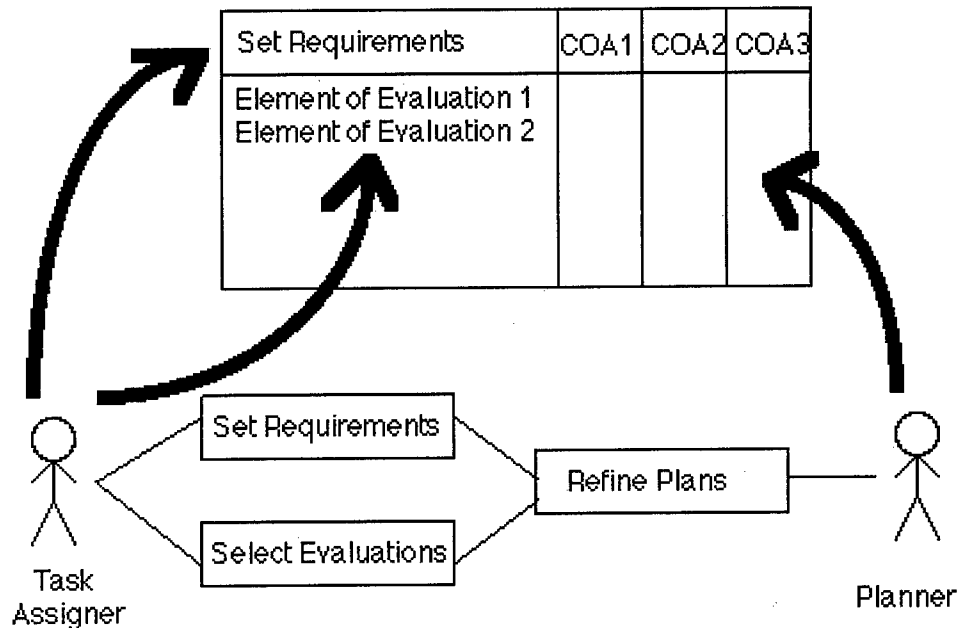 Set Requirements COA1 COA2 COA3
Element of Evaluation 1
Element of Evaluation 2
Set Requirements
Refine Plans
Select Evaluations
Task
Assigner
Planner